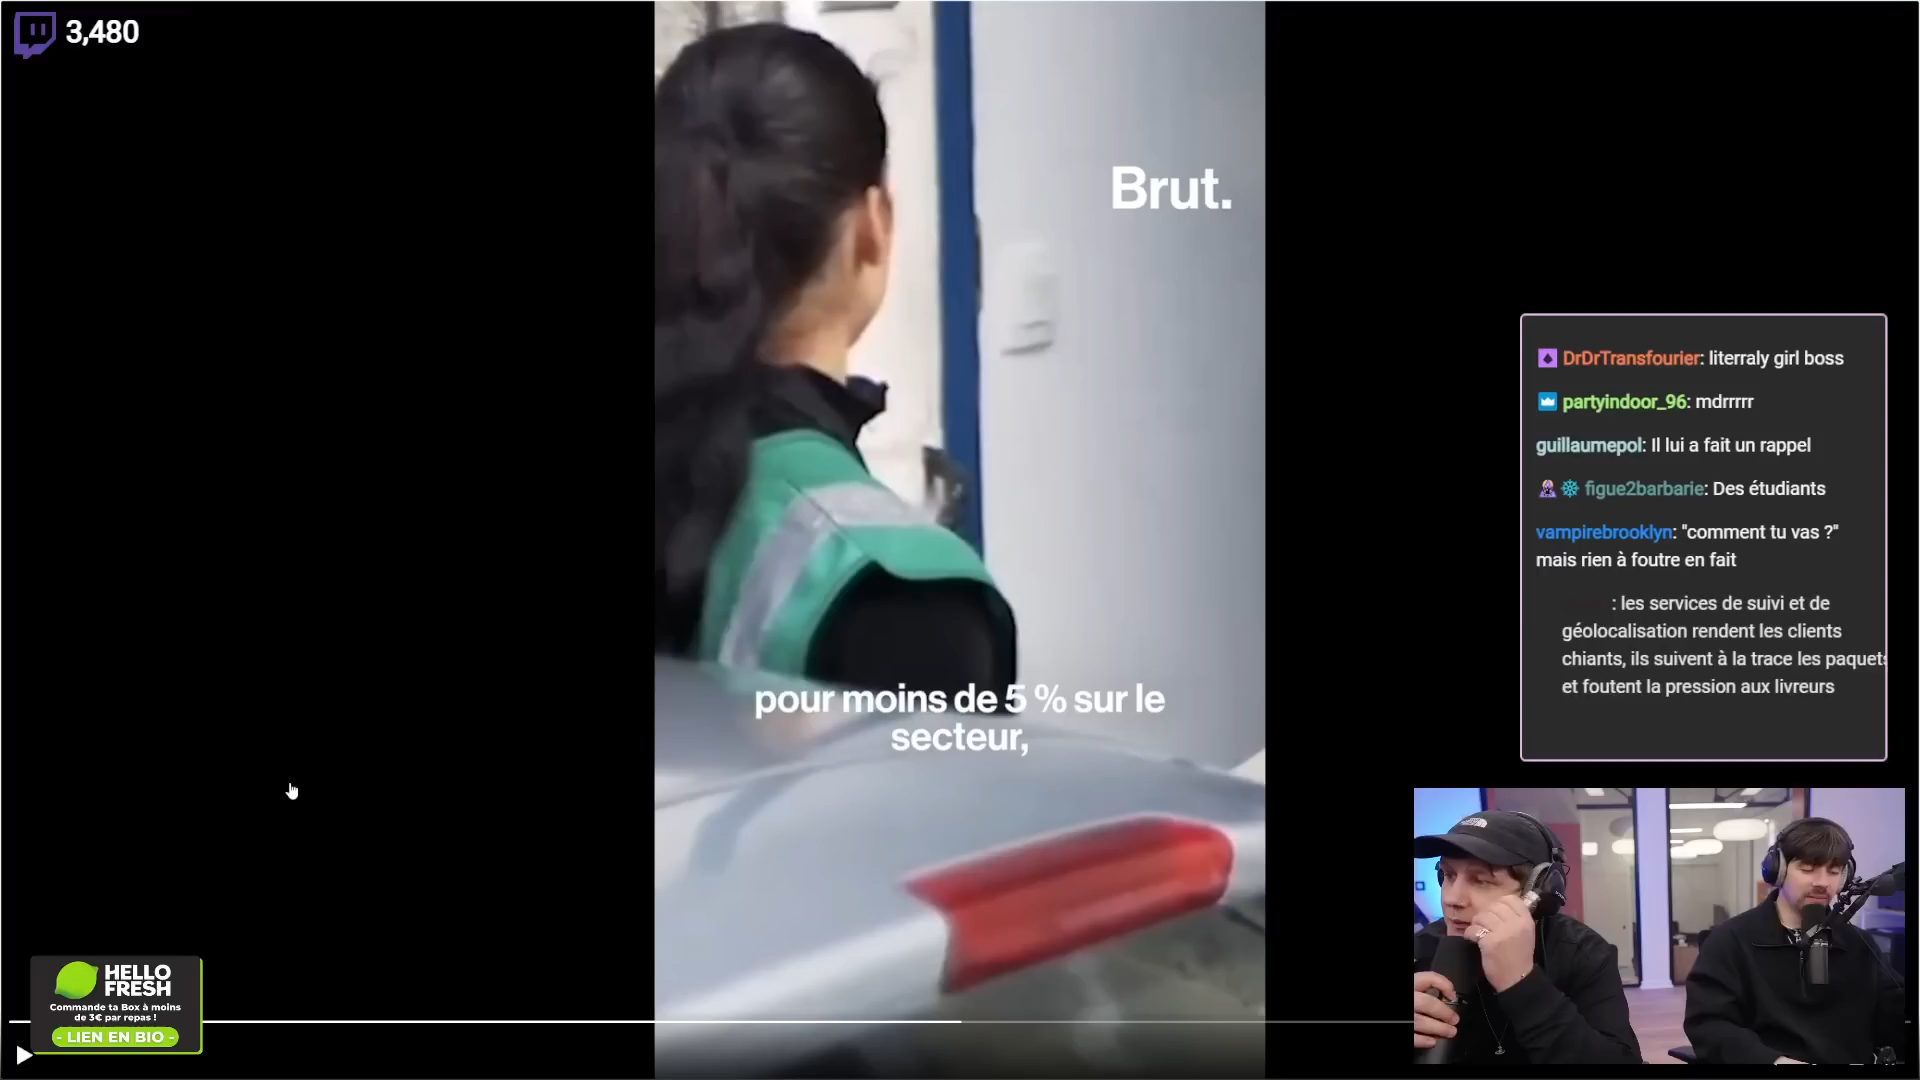 3,480
Brut.
pour moins de 5 % sur le
secteur,
DrDrTransfourier: literraly girl boss
partyindoor_96: mdrrrrr
guillaumepol: Il lui a fait un rappel
figue2barbarie: Des étudiants
vampirebrooklyn: "comment tu vas ?"
mais rien à foutre en fait
: les services de suivi et de
géolocalisation rendent les clients
chiants, ils suivent à la trace les paquets
et foutent la pression aux livreurs
HELLO
FRESH
Commande ta Box à moins
de 3€ par repas !
- LIEN EN BIO -